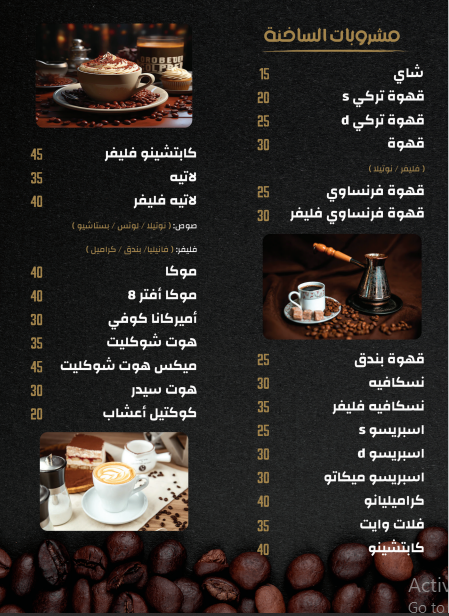 مشروبات الساخنة
شاي 15
قهوة تركي s 20
قهوة تركي d 25
قهوة 30
( فليفر / نوتيلا )
قهوة فرنساوي 25
قهوة فرنساوي فليفر 30
قهوة بندق 25
نسكافيه 30
نسكافيه فليفر 35
اسبريسو s 25
اسبريسو d 30
اسبريسو ميكاتو 30
كراميليانو 40
فلات وايت 35
كابتشينو 40
كابتشينو فليفر 45
لاتيه 35
لاتيه فليفر 40
صوص: ( نوتيلا / لوتس / بستاشيو )
فليفر: ( فانيليا/ بندق / كراميل )
موكا 40
موكا أفتر 8 40
أميركانا كوفي 30
هوت شوكليت 35
ميكس هوت شوكليت 45
هوت سيدر 30
كوكتيل أعشاب 20
Activ
Go to